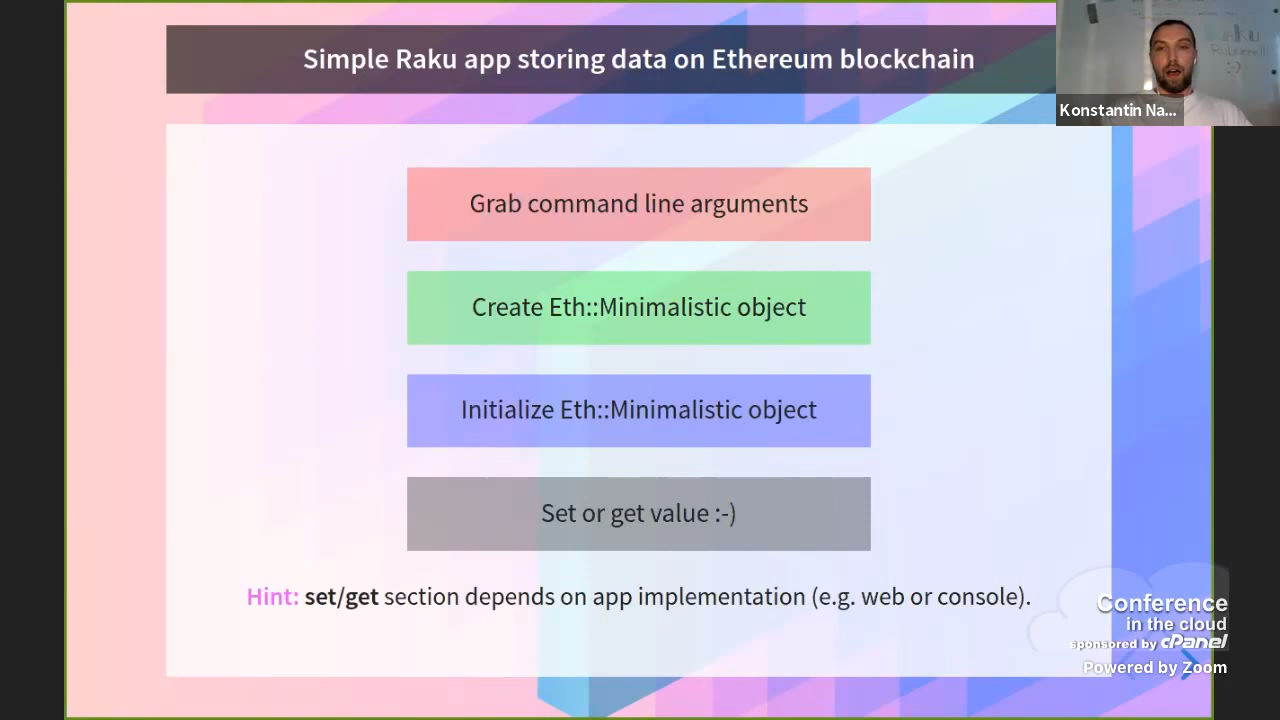 Simple Raku app storing data on Ethereum blockchain
Konstantin Na...
Grab command line arguments
Create Eth::Minimalistic object
Initialize Eth::Minimalistic object
Set or get value :-)
Hint: set/get section depends on app implementation (e.g. web or console).
Conference
in the cloud
sponsored by cPanel
Powered by Zoom